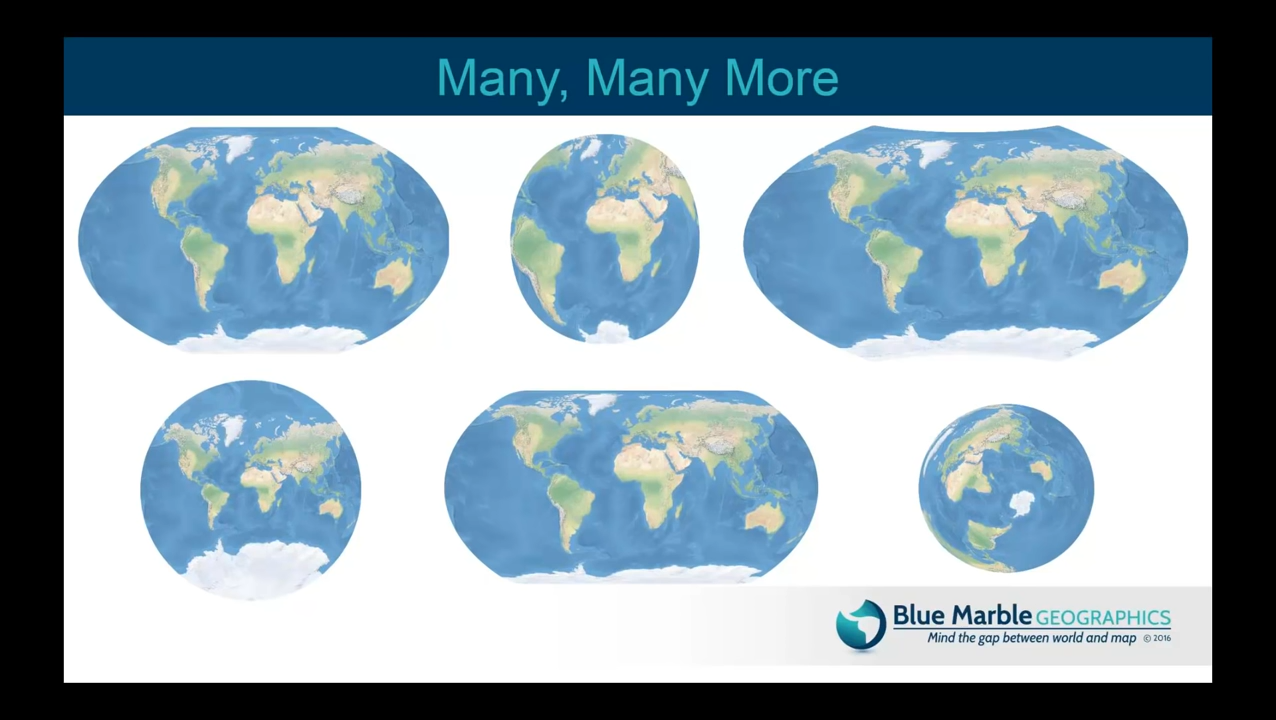 Many, Many More
Blue Marble GEOGRAPHICS
Mind the gap between world and map © 2016